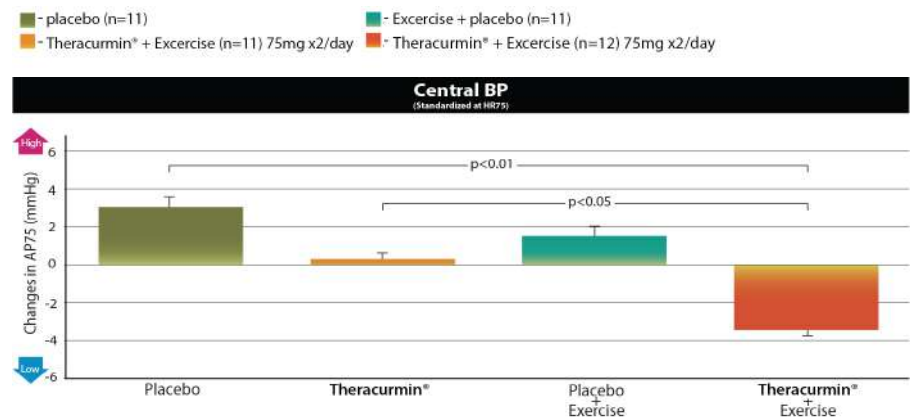 - placebo (n=11)
- Excercise + placebo (n=11)
- Theracurmin® + Excercise (n=11) 75mg x2/day
- Theracurmin® + Excercise (n=12) 75mg x2/day
Central BP
(Standardized at HR75)
High
Changes in AP75 (mmHg)
6
4
2
0
-2
-4
-6
Low
p<0.01
p<0.05
Placebo
Theracurmin®
Placebo
+
Exercise
Theracurmin®
+
Exercise